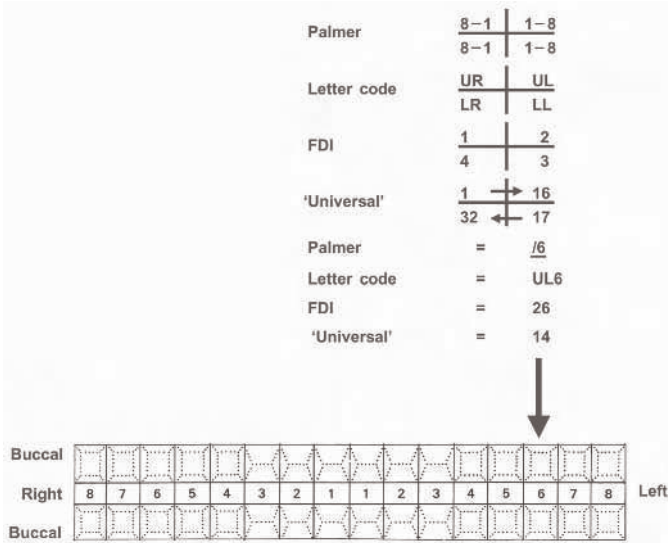 Palmer 8–1 1–8
8–1 1–8
Letter code UR UL
LR LL
FDI 1 2
4 3
‘Universal’ 1 16
32 17
Palmer = /6
Letter code = UL6
FDI = 26
‘Universal’ = 14
Buccal
Right 8 7 6 5 4 3 2 1 1 2 3 4 5 6 7 8 Left
Buccal